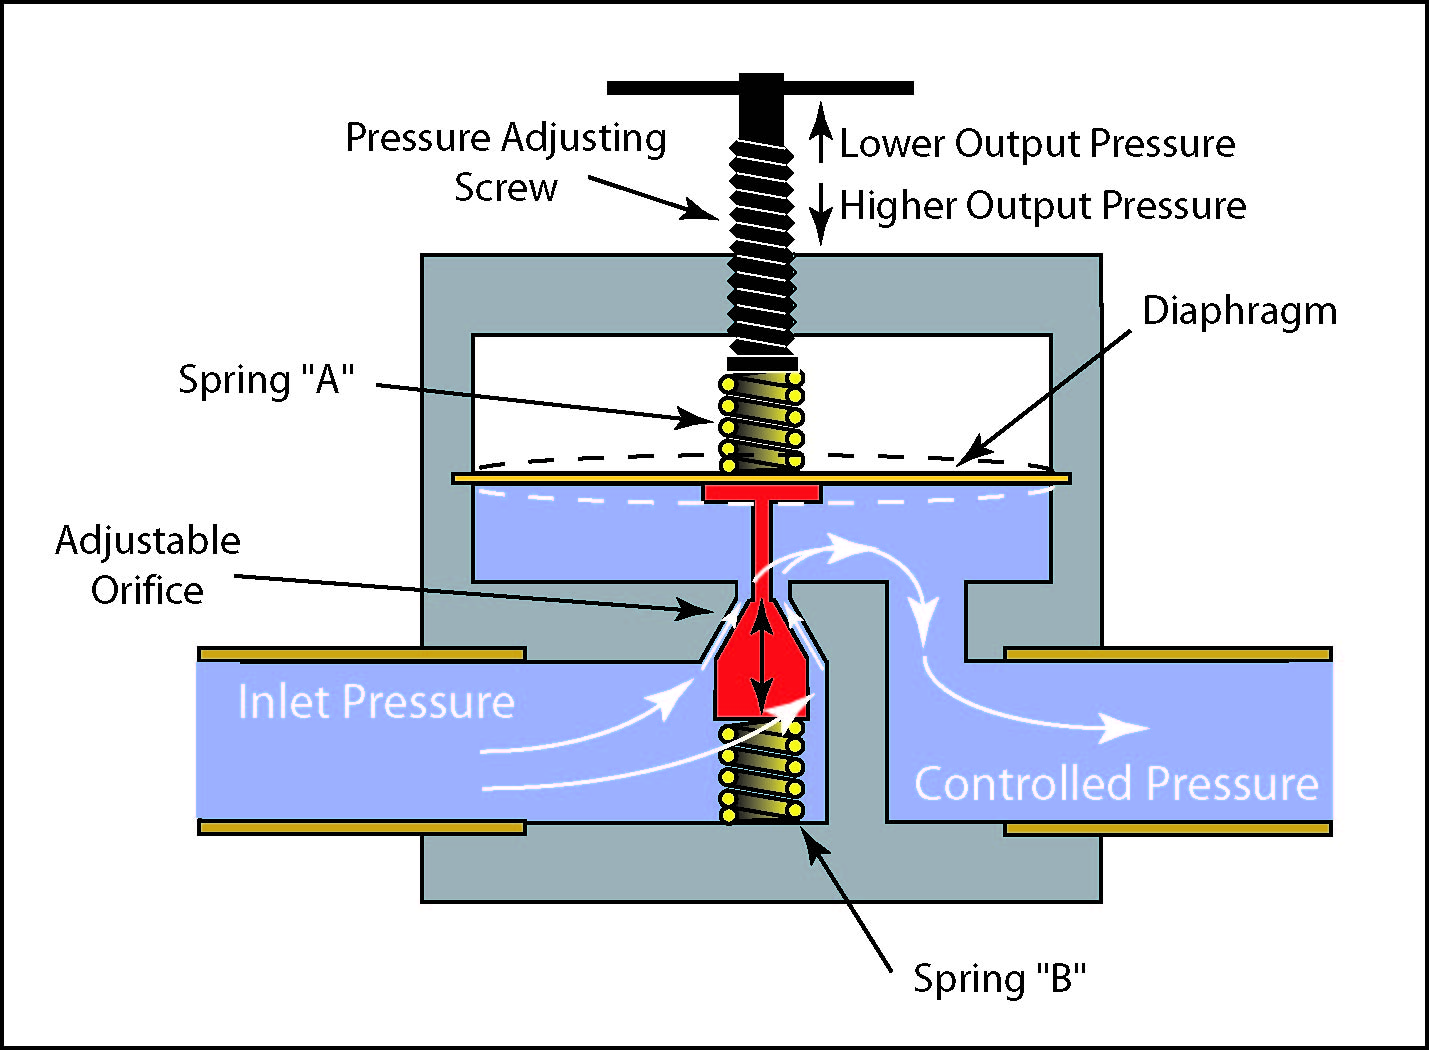 Pressure Adjusting
Screw
Lower Output Pressure
Higher Output Pressure
Diaphragm
Spring "A"
Adjustable
Orifice
Inlet Pressure
Controlled Pressure
Spring "B"